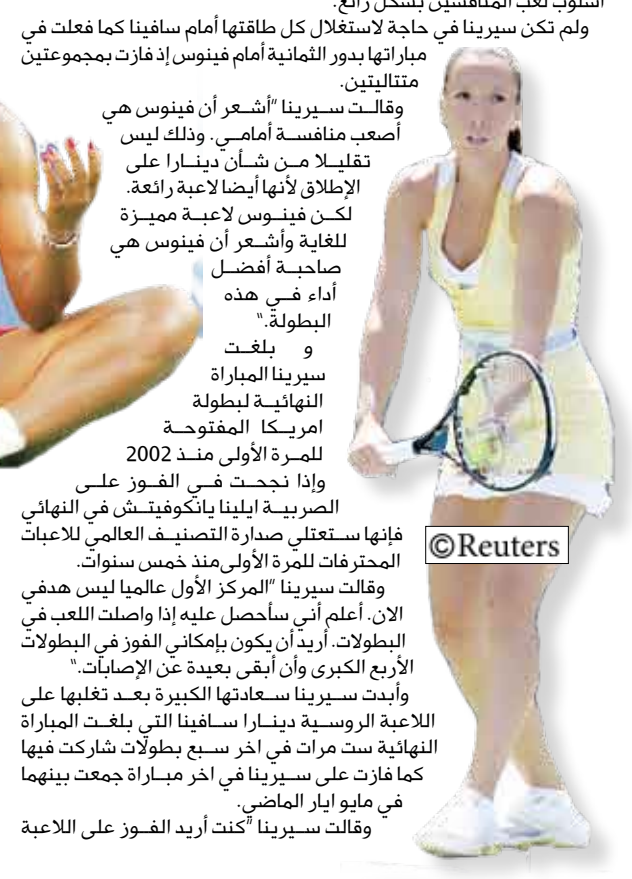 اسلوب لعب المنافسين بشكل رائع.
ولم تكن سيرينا في حاجة لاستغلال كل طاقتها أمام سافينا كما فعلت في
مباراتها بدور الثمانية أمام فينوس إذ فازت بمجموعتين
متتاليتين.
وقالت سيرينا "أشعر أن فينوس هي
أصعب منافسة أمامي. وذلك ليس
تقليلا من شأن دينارا على
الإطلاق لأنها أيضا لاعبة رائعة.
لكن فينوس لاعبة مميزة
للغاية وأشعر أن فينوس هي
صاحبة أفضل
أداء في هذه
البطولة."
و بلغت
سيرينا المباراة
النهائية لبطولة
امريكا المفتوحة
للمرة الأولى منذ 2002
وإذا نجحت في الفوز على
الصربية ايلينا يانكوفيتش في النهائي
فإنها ستعتلي صدارة التصنيف العالمي للاعبات
المحترفات للمرة الأولى منذ خمس سنوات.
وقالت سيرينا "المركز الأول عالميا ليس هدفي
الان. أعلم أني سأحصل عليه إذا واصلت اللعب في
البطولات. أريد أن يكون بإمكاني الفوز في البطولات
الأربع الكبرى وأن أبقى بعيدة عن الإصابات."
وأبدت سيرينا سعادتها الكبيرة بعد تغلبها على
اللاعبة الروسية دينارا سافينا التي بلغت المباراة
النهائية ست مرات في اخر سبع بطولات شاركت فيها
كما فازت على سيرينا في اخر مباراة جمعت بينهما
في مايو ايار الماضي.
وقالت سيرينا "كنت أريد الفوز على اللاعبة
©Reuters